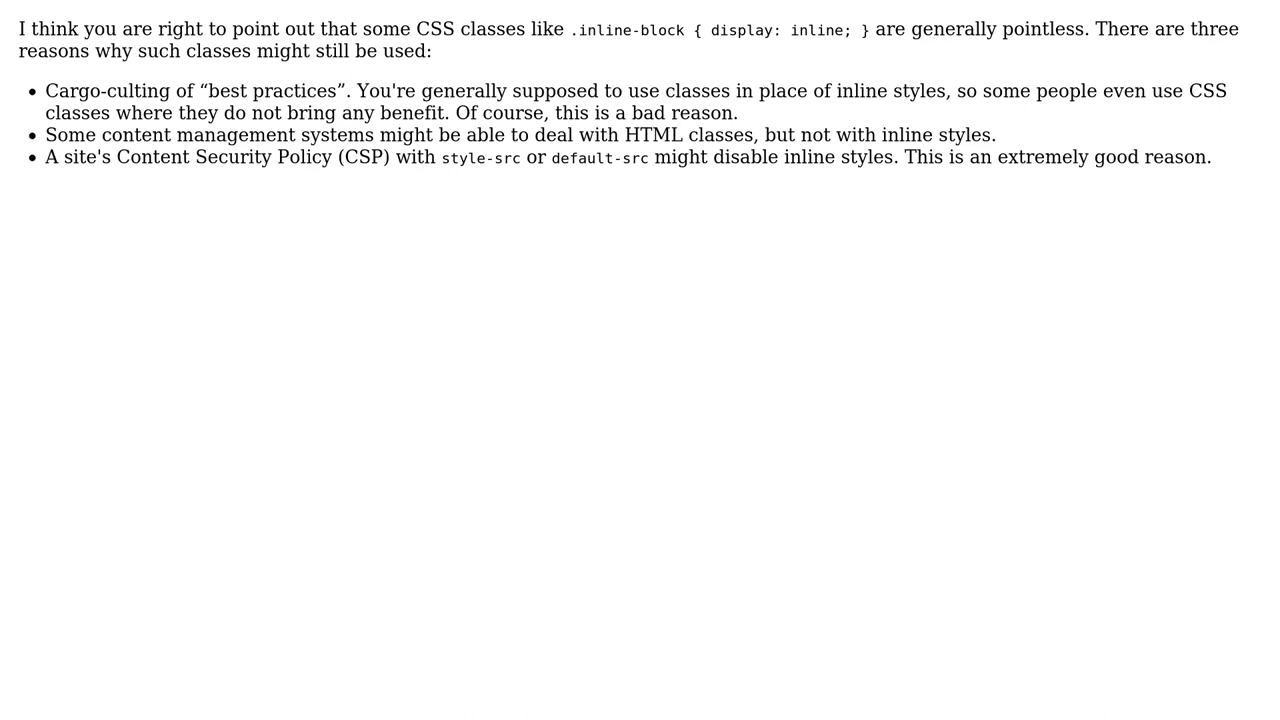 I think you are right to point out that some CSS classes like .inline-block { display: inline; } are generally pointless. There are three
reasons why such classes might still be used:
• Cargo-culting of “best practices”. You're generally supposed to use classes in place of inline styles, so some people even use CSS
classes where they do not bring any benefit. Of course, this is a bad reason.
• Some content management systems might be able to deal with HTML classes, but not with inline styles.
• A site's Content Security Policy (CSP) with style-src or default-src might disable inline styles. This is an extremely good reason.